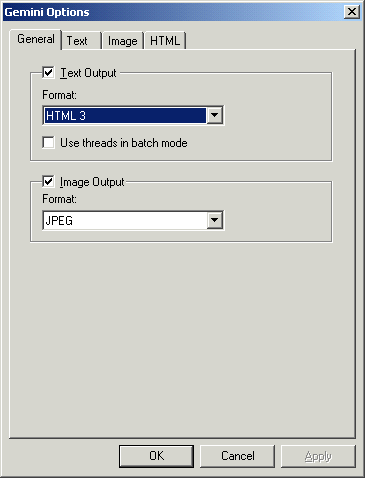 Gemini Options
General Text Image HTML
Text Output
Format:
HTML 3
Use threads in batch mode
Image Output
Format:
JPEG
OK Cancel Apply